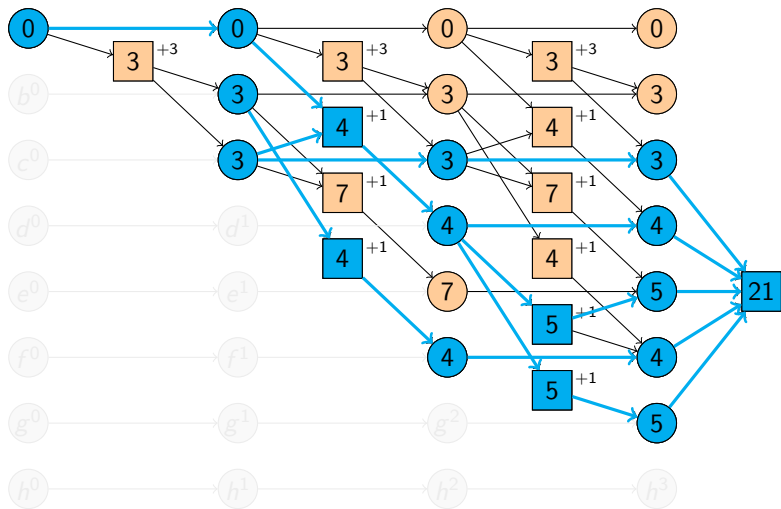 0 0 0 0
3 +3 3 +3 3 +3
b⁰ 3 3 3
4 +1 4 +1
c⁰ 3 3 3
7 +1 7 +1
d⁰ d¹ 4 4
4 +1 4 +1
e⁰ e¹ 7 5 21
5 +1
f⁰ f¹ 4 4
5 +1
g⁰ g¹ g² 5
h⁰ h¹ h² h³